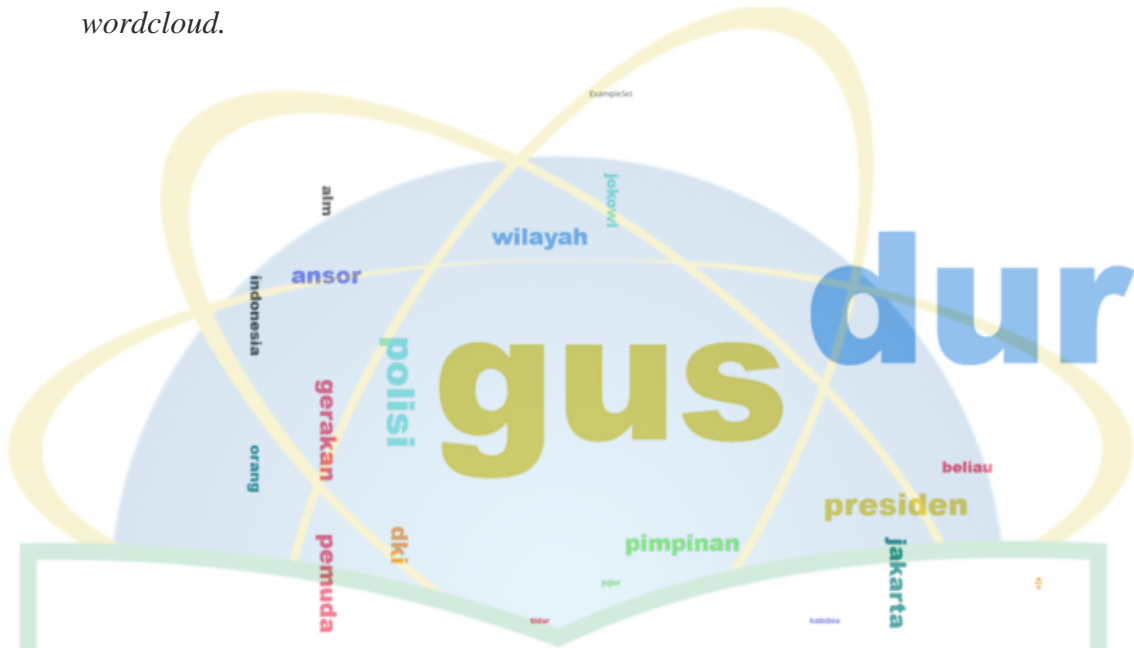 wordcloud.
ExampleSet
alm
jokowi
wilayah
ansor
dur
indonesia
polisi
gus
gerakan
orang
beliau
presiden
dki
pimpinan
pemuda
jakarta
tidur
habibie